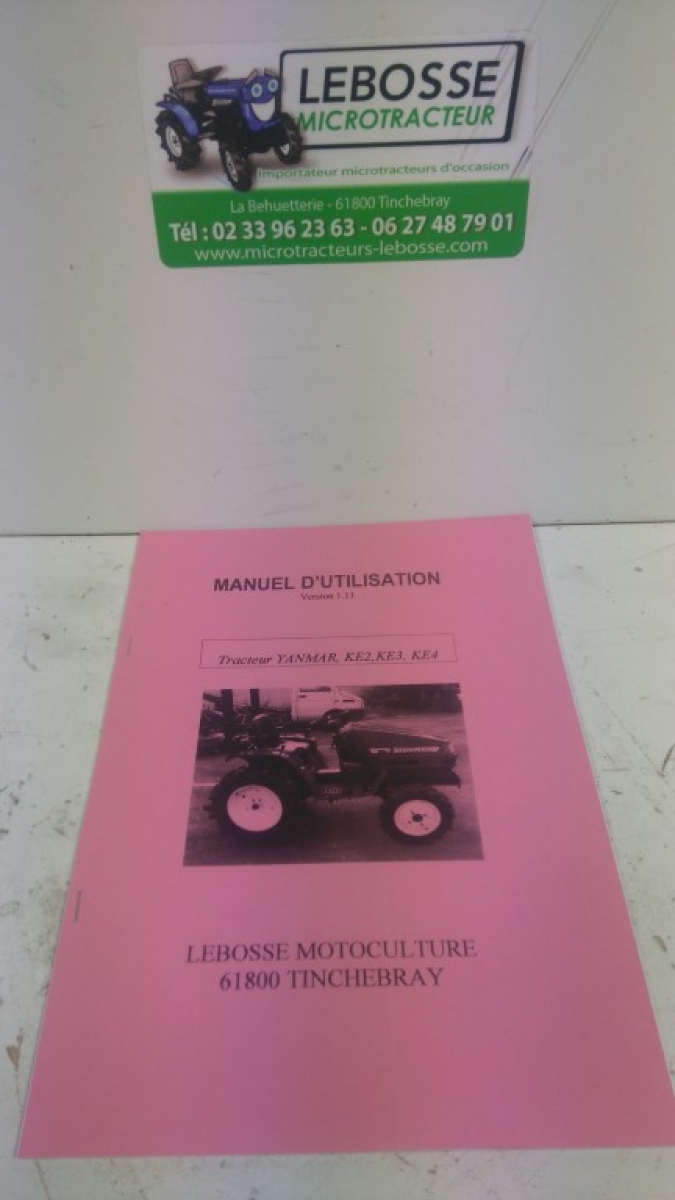 LEBOSSE
MICROTRACTEUR
Importateur microtracteurs d'occasion
La Behuetterie - 61800 Tinchebray
Tél : 02 33 96 23 63 - 06 27 48 79 01
www.microtracteurs-lebosse.com
MANUEL D'UTILISATION
Version 1.11
Tracteur YANMAR, KE2,KE3, KE4
LEBOSSE MOTOCULTURE
61800 TINCHEBRAY